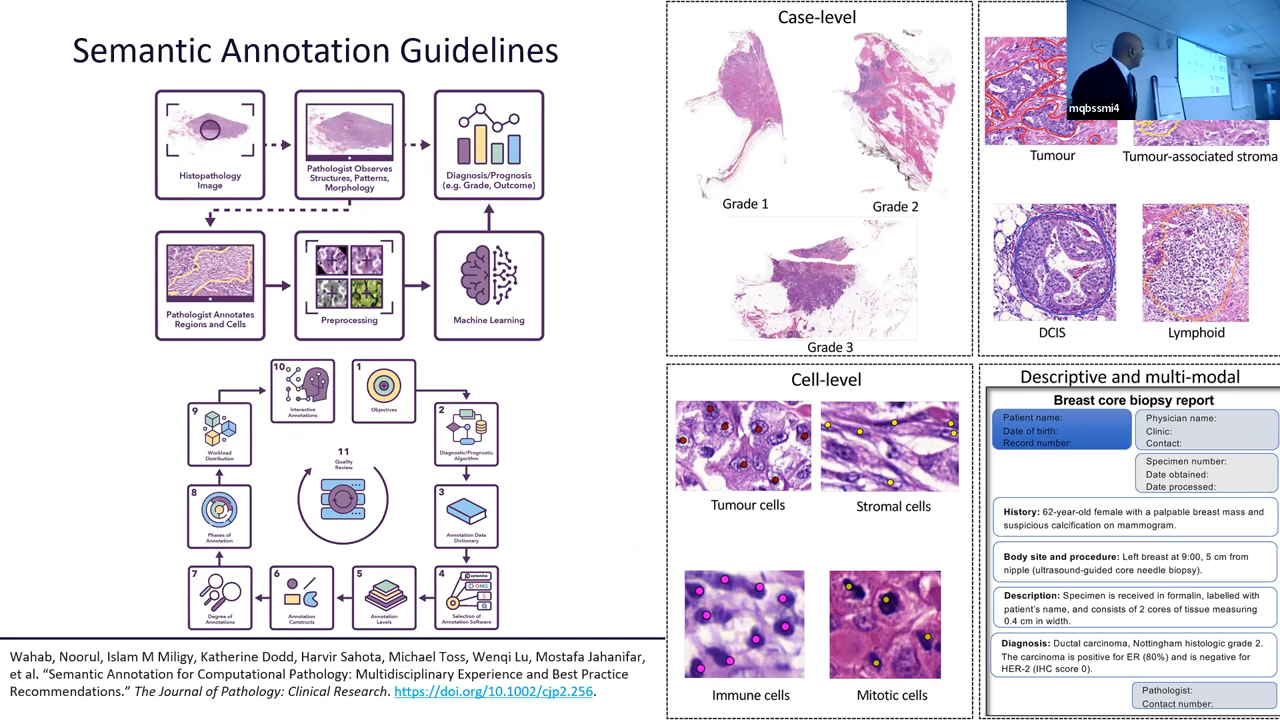 Semantic Annotation Guidelines
Histopathology
Image
Pathologist Observes
Structures, Patterns,
Morphology
Diagnosis/Prognosis
(e.g. Grade, Outcome)
Pathologist Annotates
Regions and Cells
Preprocessing
Machine Learning
10
Interactive
Annotations
1
Objectives
9
Workload
Distribution
11
Quality
Review
2
Diagnostic/Prognostic
Algorithm
8
Phases of
Annotation
3
Annotation Data
Dictionary
7
Degree of
Annotations
6
Annotation
Constructs
5
Annotation
Levels
4
cytomine
Selection of
Annotation Software
Wahab, Noorul, Islam M Miligy, Katherine Dodd, Harvir Sahota, Michael Toss, Wenqi Lu, Mostafa Jahanifar,
et al. “Semantic Annotation for Computational Pathology: Multidisciplinary Experience and Best Practice
Recommendations.” The Journal of Pathology: Clinical Research. https://doi.org/10.1002/cjp2.256.
Case-level
Grade 1
Grade 2
Grade 3
mqbssmi4
Tumour
Tumour-associated stroma
DCIS
Lymphoid
Cell-level
Tumour cells
Stromal cells
Immune cells
Mitotic cells
Descriptive and multi-modal
Breast core biopsy report
Patient name:
Date of birth:
Record number:
Physician name:
Clinic:
Contact:
Specimen number:
Date obtained:
Date processed:
History: 62-year-old female with a palpable breast mass and
suspicious calcification on mammogram.
Body site and procedure: Left breast at 9:00, 5 cm from
nipple (ultrasound-guided core needle biopsy).
Description: Specimen is received in formalin, labelled with
patient's name, and consists of 2 cores of tissue measuring
0.4 cm in width.
Diagnosis: Ductal carcinoma, Nottingham histologic grade 2.
The carcinoma is positive for ER (80%) and is negative for
HER-2 (IHC score 0).
Pathologist:
Contact number: